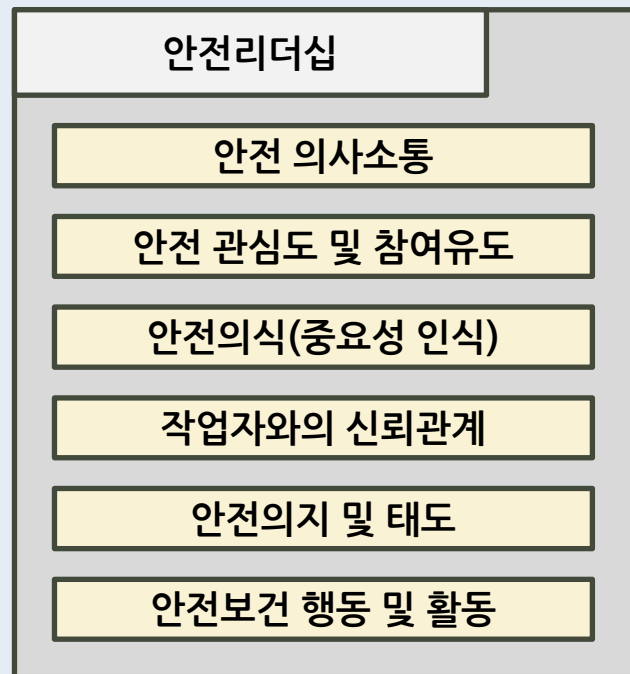 안전리더십
안전 의사소통
안전 관심도 및 참여유도
안전의식(중요성 인식)
작업자와의 신뢰관계
안전의지 및 태도
안전보건 행동 및 활동